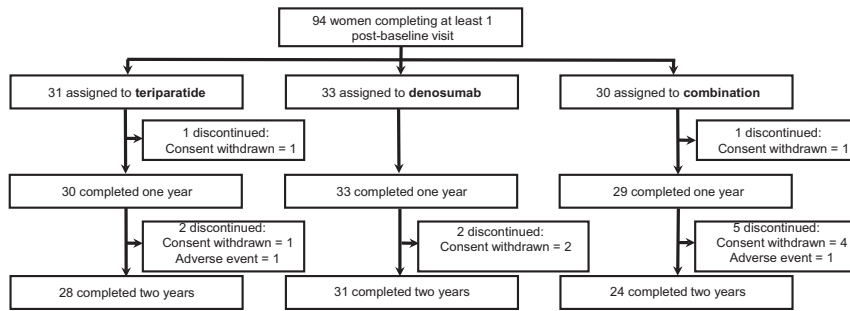 94 women completing at least 1
post-baseline visit
31 assigned to teriparatide
33 assigned to denosumab
30 assigned to combination
1 discontinued:
Consent withdrawn = 1
1 discontinued:
Consent withdrawn = 1
30 completed one year
33 completed one year
29 completed one year
2 discontinued:
Consent withdrawn = 1
Adverse event = 1
2 discontinued:
Consent withdrawn = 2
5 discontinued:
Consent withdrawn = 4
Adverse event = 1
28 completed two years
31 completed two years
24 completed two years